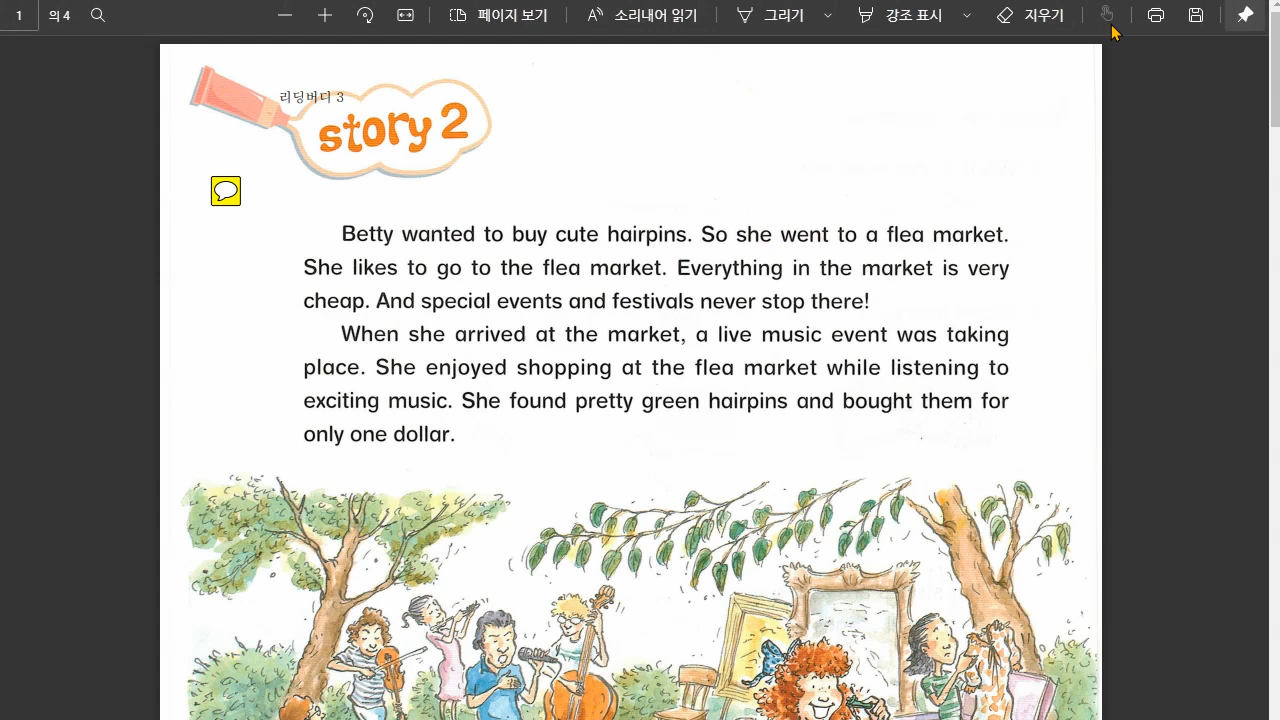 1 의 4 페이지 보기 소리내어 읽기 그리기 강조 표시 지우기
리딩버디 3
story 2
Betty wanted to buy cute hairpins. So she went to a flea market.
She likes to go to the flea market. Everything in the market is very
cheap. And special events and festivals never stop there!
When she arrived at the market, a live music event was taking
place. She enjoyed shopping at the flea market while listening to
exciting music. She found pretty green hairpins and bought them for
only one dollar.